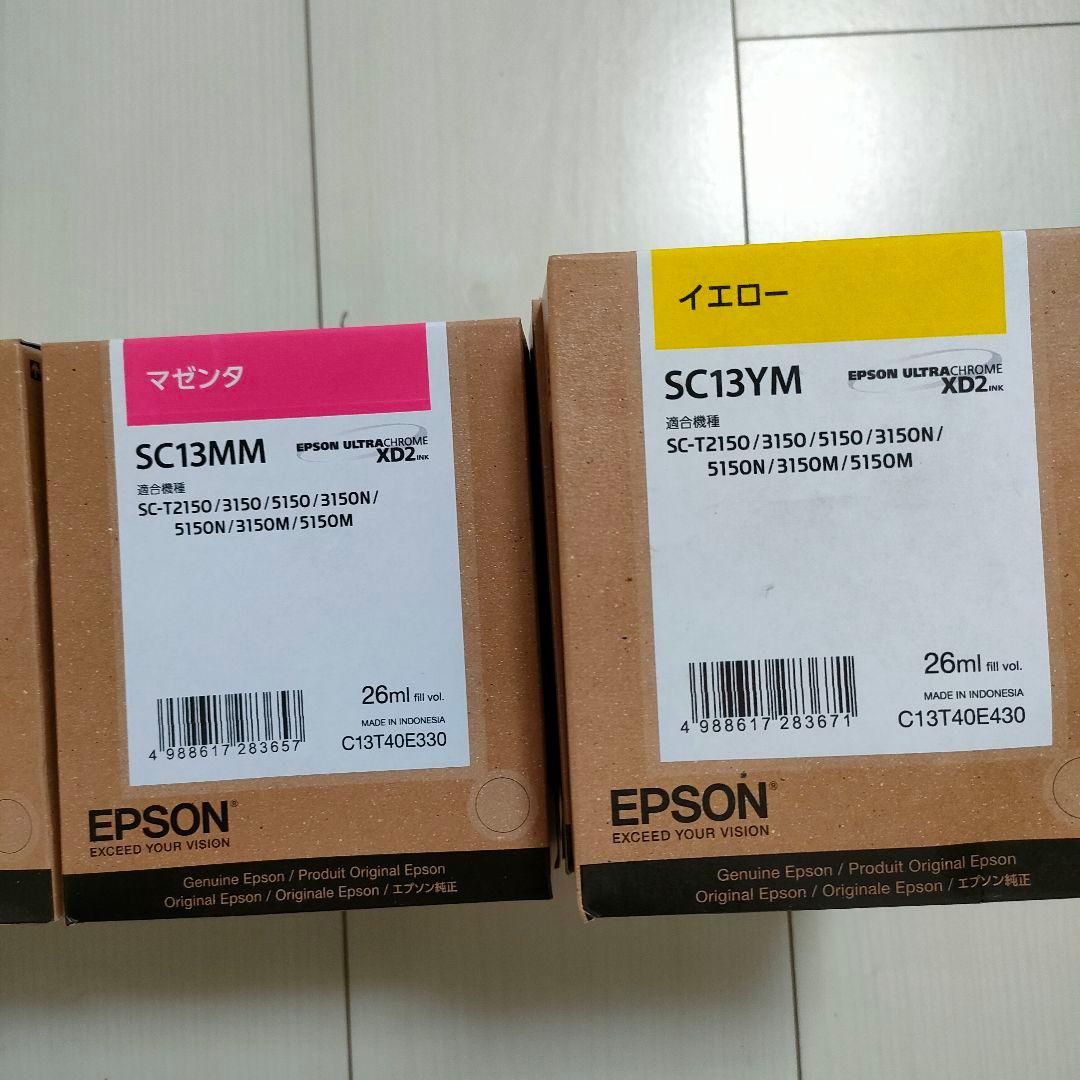 マゼンタ
SC13MM
EPSON ULTRACHROME
XD2 INK
適合機種
SC-T2150/3150/5150/3150N/
5150N/3150M/5150M
26ml fill vol.
MADE IN INDONESIA
C13T40E330
4 988617 283657
EPSON®
EXCEED YOUR VISION
Genuine Epson / Produit Original Epson
Original Epson / Originale Epson / エプソン純正
イエロー
SC13YM
EPSON ULTRACHROME
XD2 INK
適合機種
SC-T2150/3150/5150/3150N/
5150N/3150M/5150M
26ml fill vol.
MADE IN INDONESIA
C13T40E430
4 988617 283671
EPSON®
EXCEED YOUR VISION
Genuine Epson / Produit Original Epson
Original Epson / Originale Epson / エプソン純正